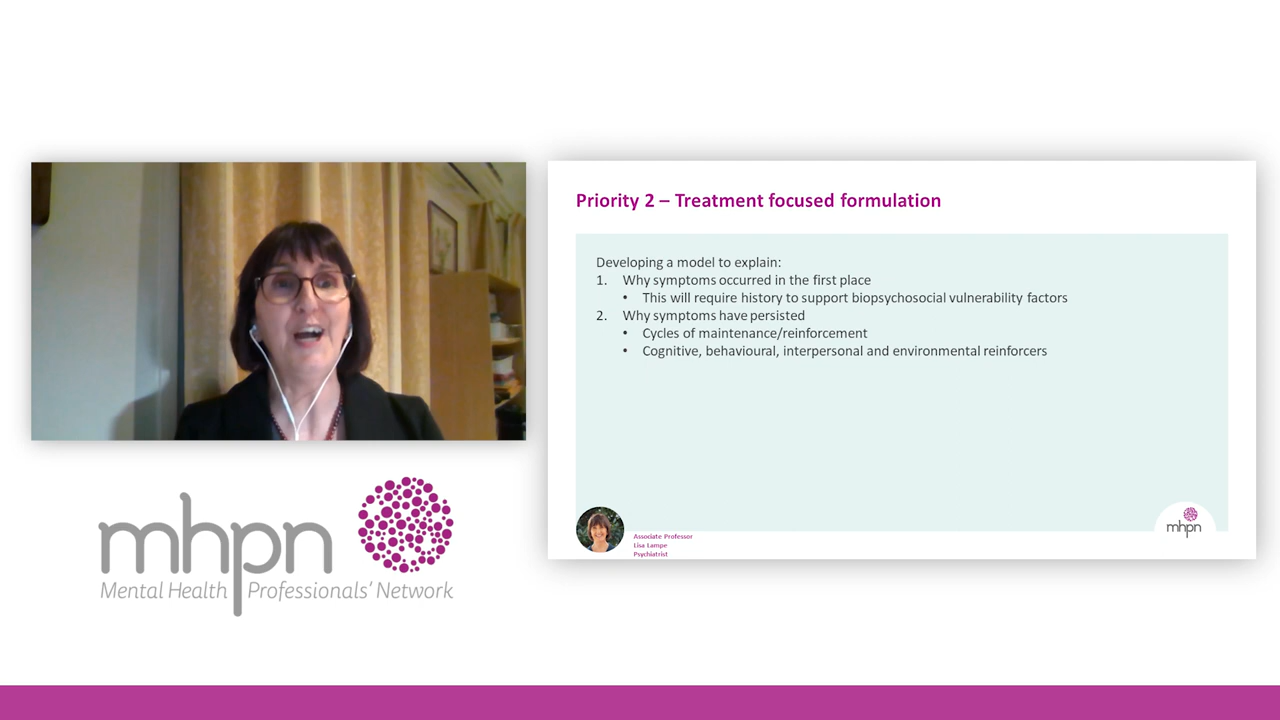 Priority 2 – Treatment focused formulation
Developing a model to explain:
1. Why symptoms occurred in the first place
• This will require history to support biopsychosocial vulnerability factors
2. Why symptoms have persisted
• Cycles of maintenance/reinforcement
• Cognitive, behavioural, interpersonal and environmental reinforcers
Associate Professor
Lisa Lampe
Psychiatrist
mhpn
mhpn
Mental Health Professionals' Network